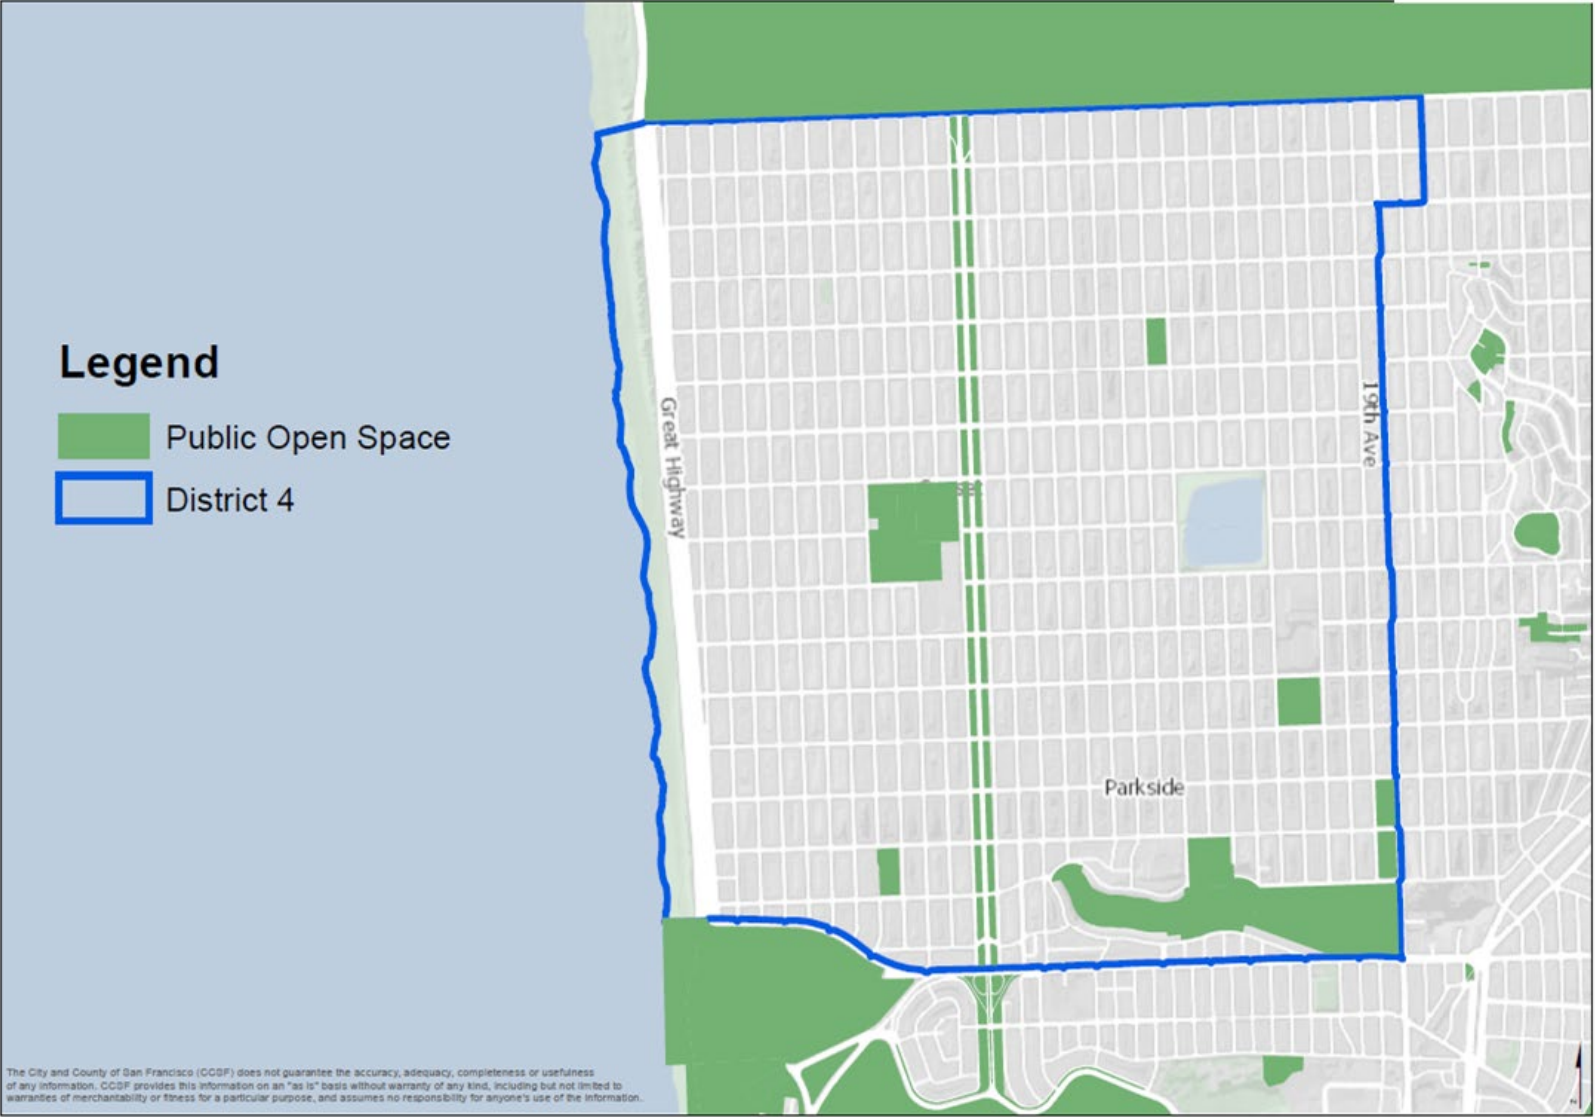 Legend
Public Open Space
District 4
Great Highway
19th Ave
Parkside
The City and County of San Francisco (CCSF) does not guarantee the accuracy, adequacy, completeness or usefulness
of any information. CCSF provides this information on an "as is" basis without warranty of any kind, including but not limited to
warranties of merchantability or fitness for a particular purpose, and assumes no responsibility for anyone's use of the information.